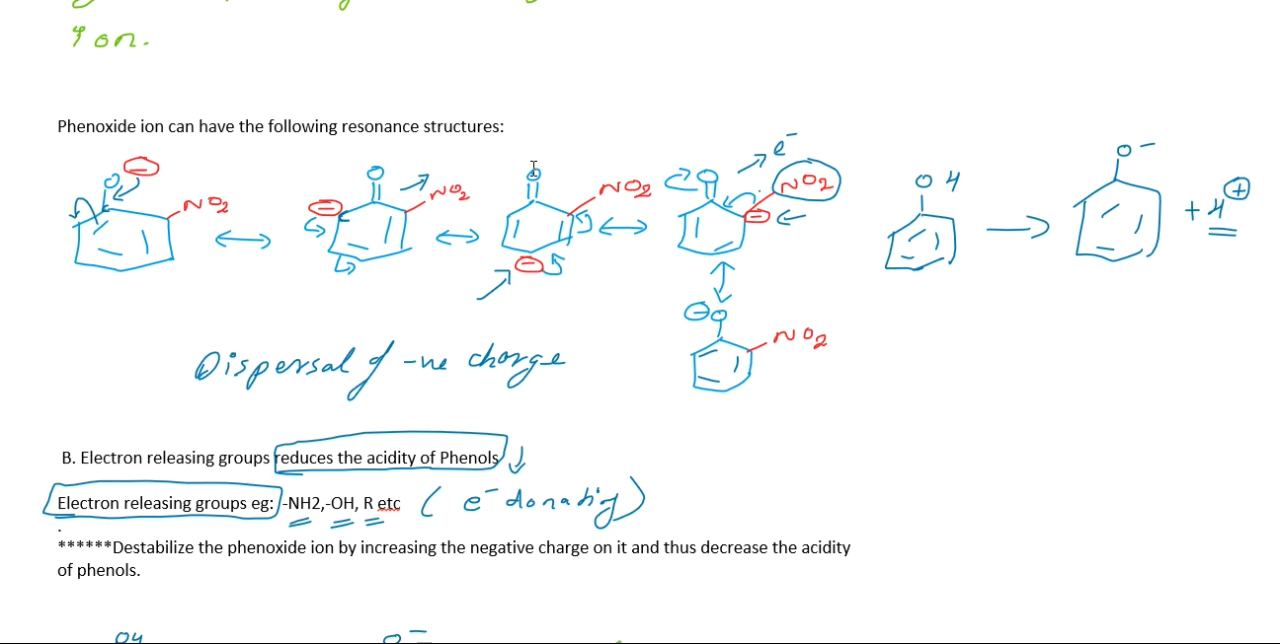 ion.
Phenoxide ion can have the following resonance structures:
O NO2 O NO2 O NO2 O NO2 e− OH O− + H+
O NO2
Dispersal of -ve charge
B. Electron releasing groups reduces the acidity of Phenols
Electron releasing groups eg: -NH2,-OH, R etc ( e− donating)
.
******Destabilize the phenoxide ion by increasing the negative charge on it and thus decrease the acidity
of phenols.
OH O−